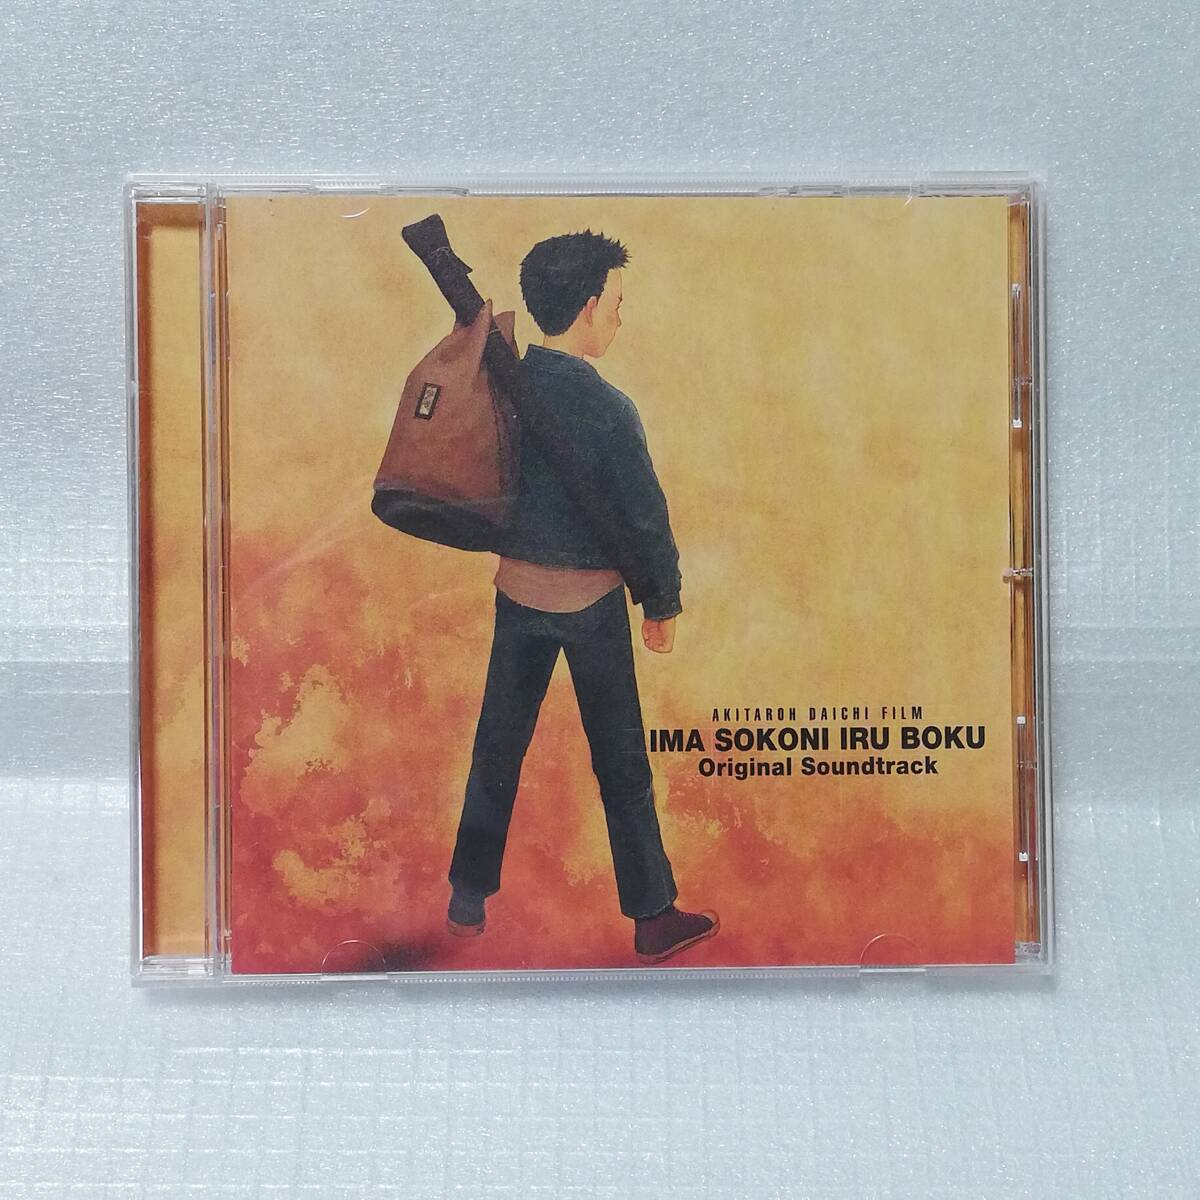 AKITAROH DAICHI FILM
IMA SOKONI IRU BOKU
Original Soundtrack